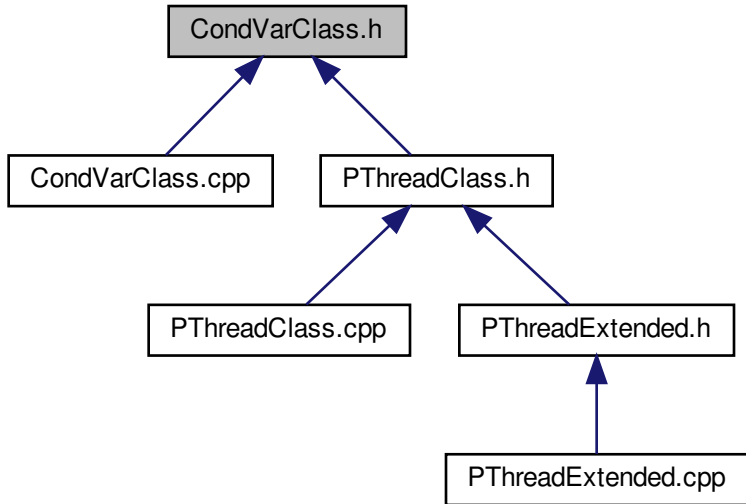 CondVarClass.h
CondVarClass.cpp
PThreadClass.h
PThreadClass.cpp
PThreadExtended.h
PThreadExtended.cpp